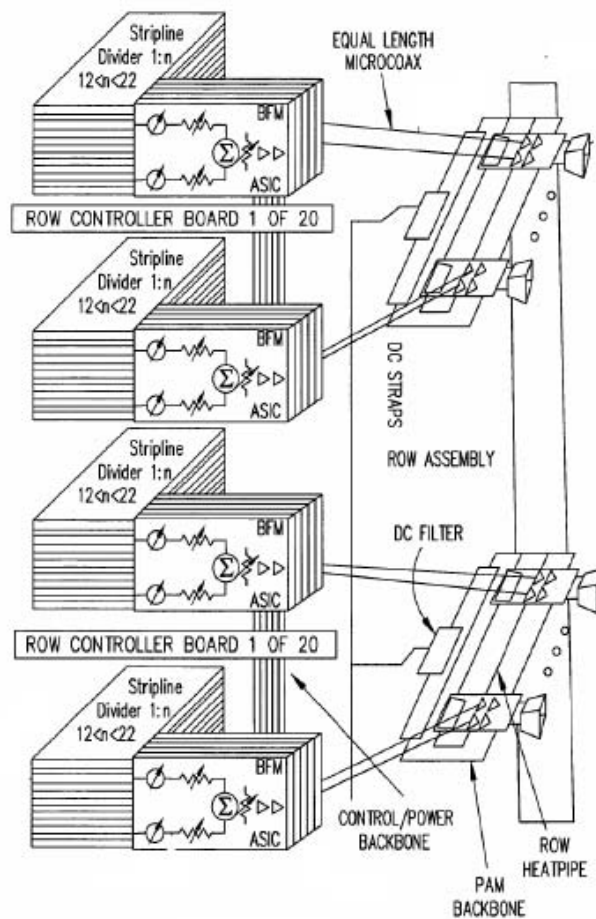 Stripline
Divider 1:n
12<n<22
BFM
Σ
ASIC
EQUAL LENGTH
MICROCOAX
ROW CONTROLLER BOARD 1 OF 20
Stripline
Divider 1:n
12<n<22
BFM
Σ
ASIC
DC STRAPS
ROW ASSEMBLY
Stripline
Divider 1:n
12<n<22
BFM
Σ
ASIC
DC FILTER
ROW CONTROLLER BOARD 1 OF 20
Stripline
Divider 1:n
12<n<22
BFM
Σ
ASIC
CONTROL/POWER
BACKBONE
ROW
HEATPIPE
PAM
BACKBONE